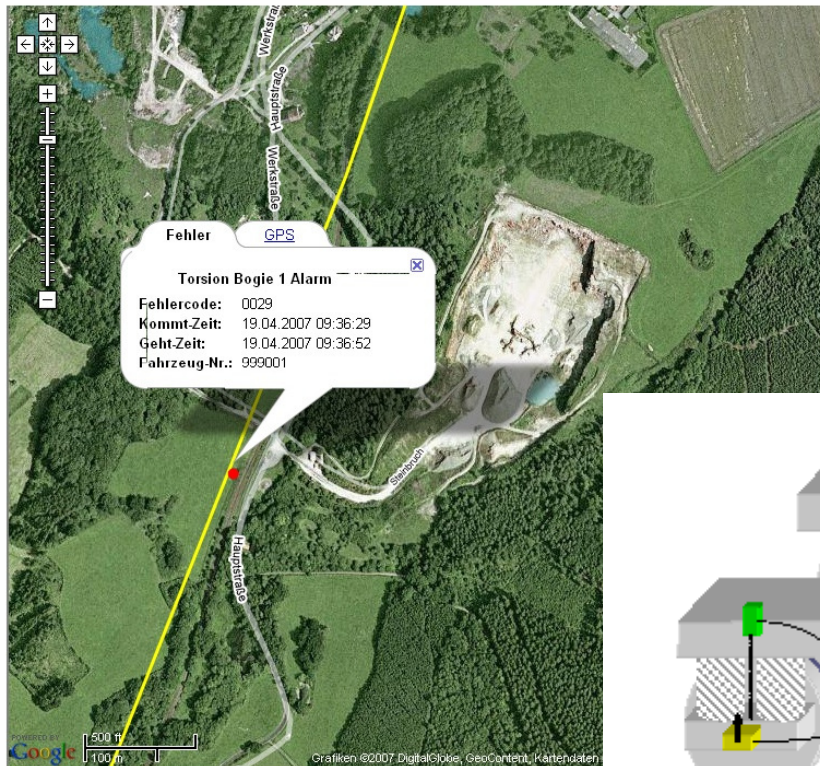 Werkstraße
Hauptstraße
Werkstraße
Fehler GPS
Torsion Bogie 1 Alarm
Fehlercode: 0029
Kommt-Zeit: 19.04.2007 09:36:29
Geht-Zeit: 19.04.2007 09:36:52
Fahrzeug-Nr.: 999001
Steinbruch
Hauptstraße
POWERED BY
Google
500 ft
100 m
Grafiken ©2007 DigitalGlobe, GeoContent, Kartendaten